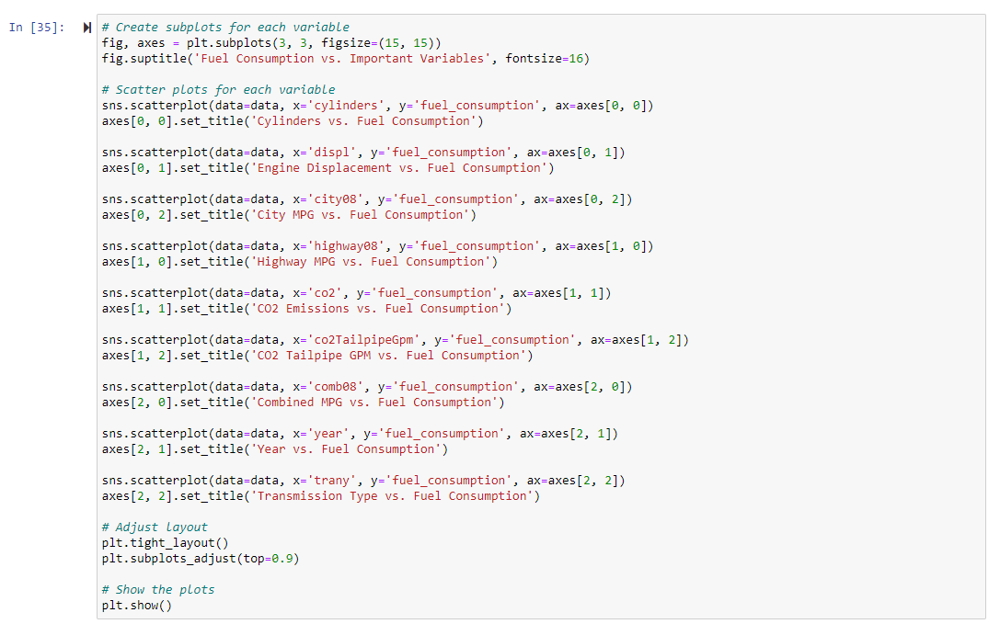 In [35]:
# Create subplots for each variable
fig, axes = plt.subplots(3, 3, figsize=(15, 15))
fig.suptitle('Fuel Consumption vs. Important Variables', fontsize=16)
# Scatter plots for each variable
sns.scatterplot(data=data, x='cylinders', y='fuel_consumption', ax=axes[0, 0])
axes[0, 0].set_title('Cylinders vs. Fuel Consumption')
sns.scatterplot(data=data, x='displ', y='fuel_consumption', ax=axes[0, 1])
axes[0, 1].set_title('Engine Displacement vs. Fuel Consumption')
sns.scatterplot(data=data, x='city08', y='fuel_consumption', ax=axes[0, 2])
axes[0, 2].set_title('City MPG vs. Fuel Consumption')
sns.scatterplot(data=data, x='highway08', y='fuel_consumption', ax=axes[1, 0])
axes[1, 0].set_title('Highway MPG vs. Fuel Consumption')
sns.scatterplot(data=data, x='co2', y='fuel_consumption', ax=axes[1, 1])
axes[1, 1].set_title('CO2 Emissions vs. Fuel Consumption')
sns.scatterplot(data=data, x='co2TailpipeGpm', y='fuel_consumption', ax=axes[1, 2])
axes[1, 2].set_title('CO2 Tailpipe GPM vs. Fuel Consumption')
sns.scatterplot(data=data, x='comb08', y='fuel_consumption', ax=axes[2, 0])
axes[2, 0].set_title('Combined MPG vs. Fuel Consumption')
sns.scatterplot(data=data, x='year', y='fuel_consumption', ax=axes[2, 1])
axes[2, 1].set_title('Year vs. Fuel Consumption')
sns.scatterplot(data=data, x='trany', y='fuel_consumption', ax=axes[2, 2])
axes[2, 2].set_title('Transmission Type vs. Fuel Consumption')
# Adjust layout
plt.tight_layout()
plt.subplots_adjust(top=0.9)
# Show the plots
plt.show()